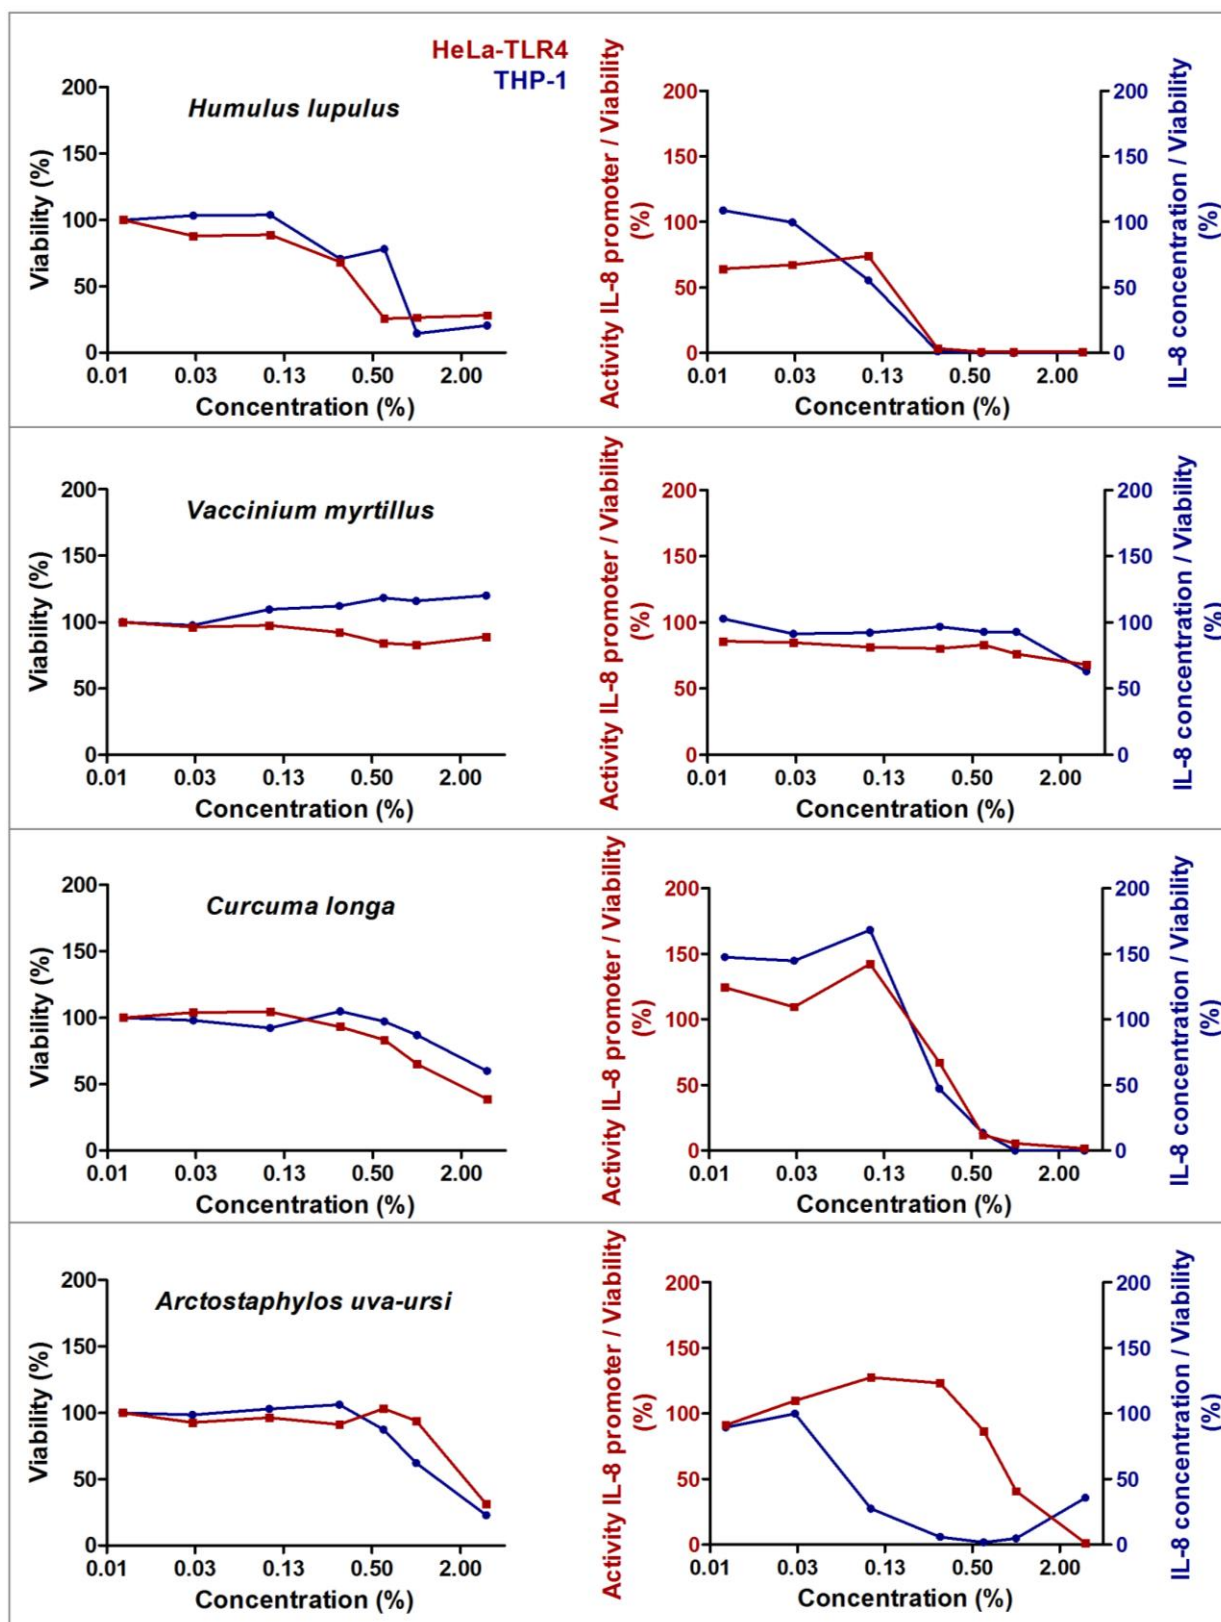 HeLa-TLR4
THP-1
Humulus lupulus
Viability (%)
200
150
100
50
0
0.01 0.03 0.13 0.50 2.00
Concentration (%)
Activity IL-8 promoter / Viability
(%)
200
150
100
50
0
0.01 0.03 0.13 0.50 2.00
Concentration (%)
200
150
100
50
0
IL-8 concentration / Viability
(%)
Vaccinium myrtillus
Viability (%)
200
150
100
50
0
0.01 0.03 0.13 0.50 2.00
Concentration (%)
Activity IL-8 promoter / Viability
(%)
200
150
100
50
0
0.01 0.03 0.13 0.50 2.00
Concentration (%)
200
150
100
50
0
IL-8 concentration / Viability
(%)
Curcuma longa
Viability (%)
200
150
100
50
0
0.01 0.03 0.13 0.50 2.00
Concentration (%)
Activity IL-8 promoter / Viability
(%)
200
150
100
50
0
0.01 0.03 0.13 0.50 2.00
Concentration (%)
200
150
100
50
0
IL-8 concentration / Viability
(%)
Arctostaphylos uva-ursi
Viability (%)
200
150
100
50
0
0.01 0.03 0.13 0.50 2.00
Concentration (%)
Activity IL-8 promoter / Viability
(%)
200
150
100
50
0
0.01 0.03 0.13 0.50 2.00
Concentration (%)
200
150
100
50
0
IL-8 concentration / Viability
(%)